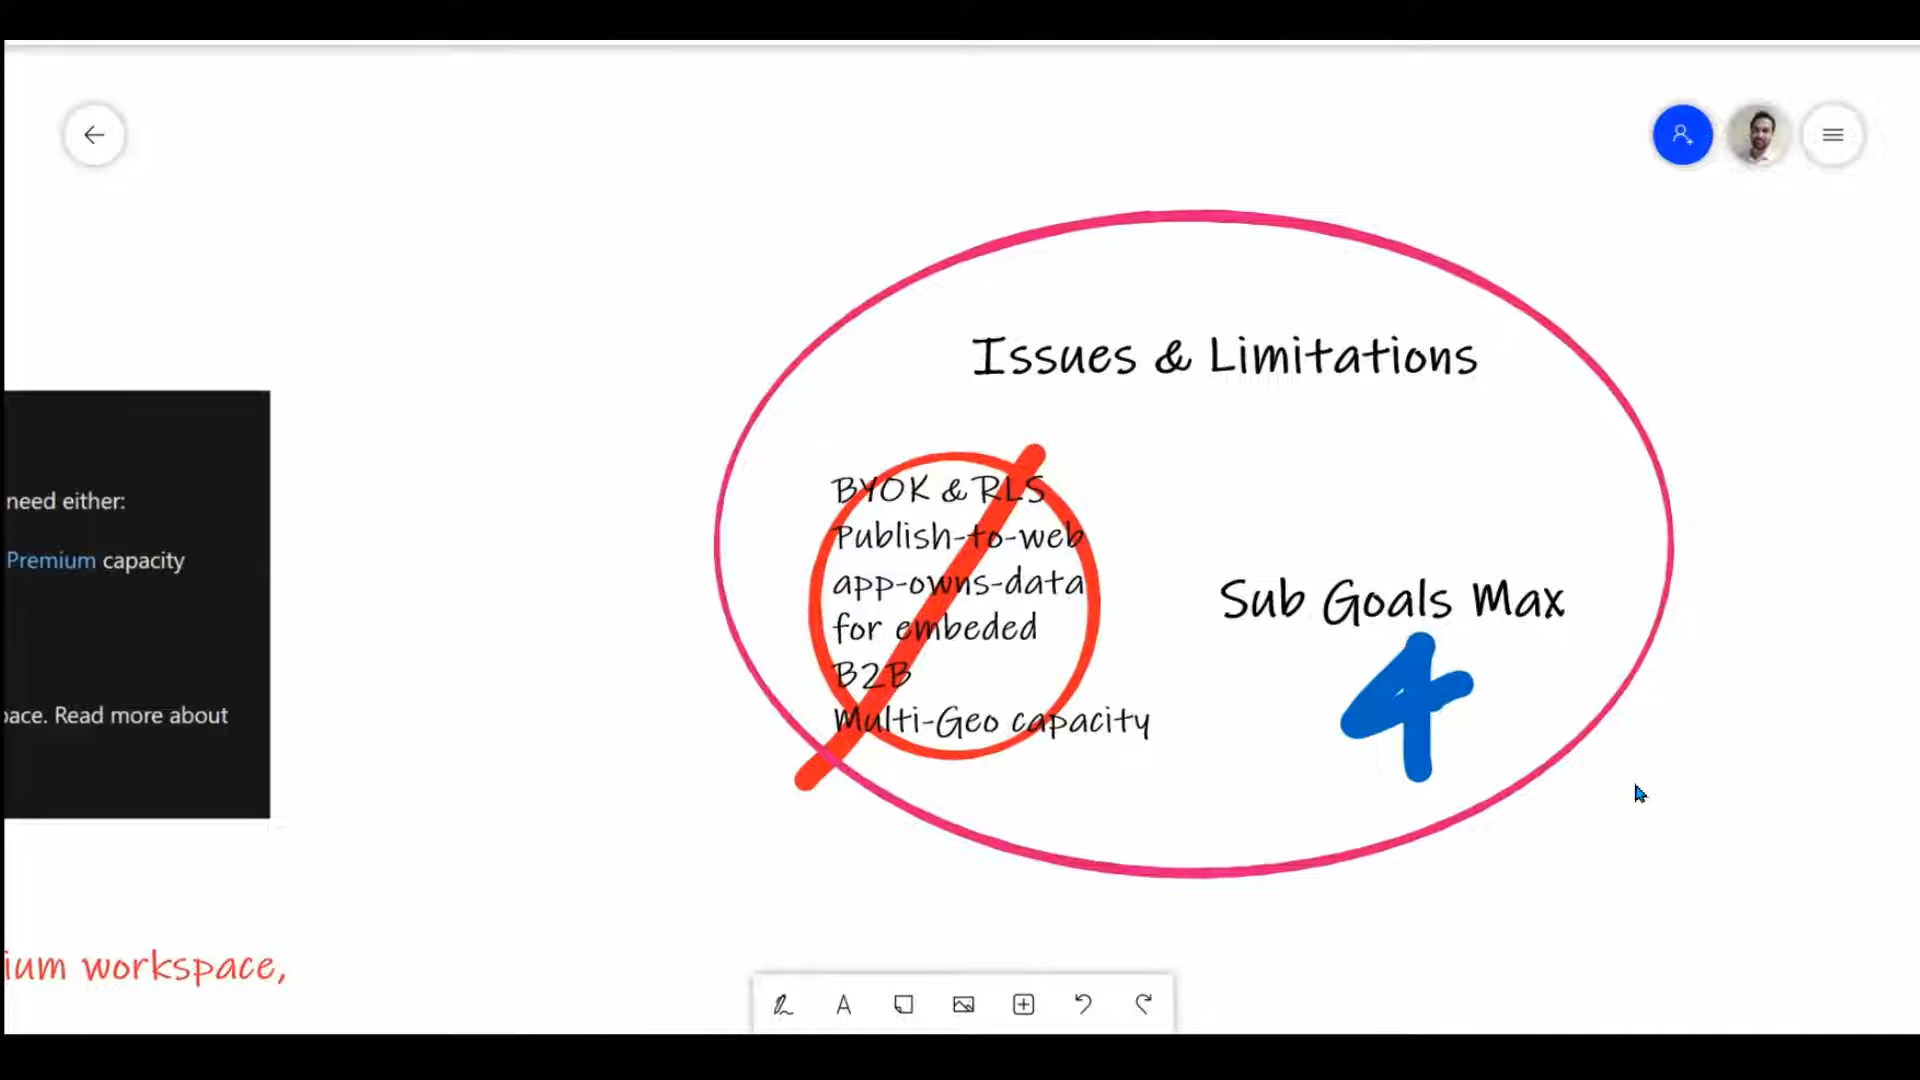 need either:
Premium capacity
pace. Read more about
ium workspace,
Issues & Limitations
BYOK & RLS
Publish-to-web
app-owns-data
for embeded
B2B
Multi-Geo capacity
Sub Goals Max
4
A